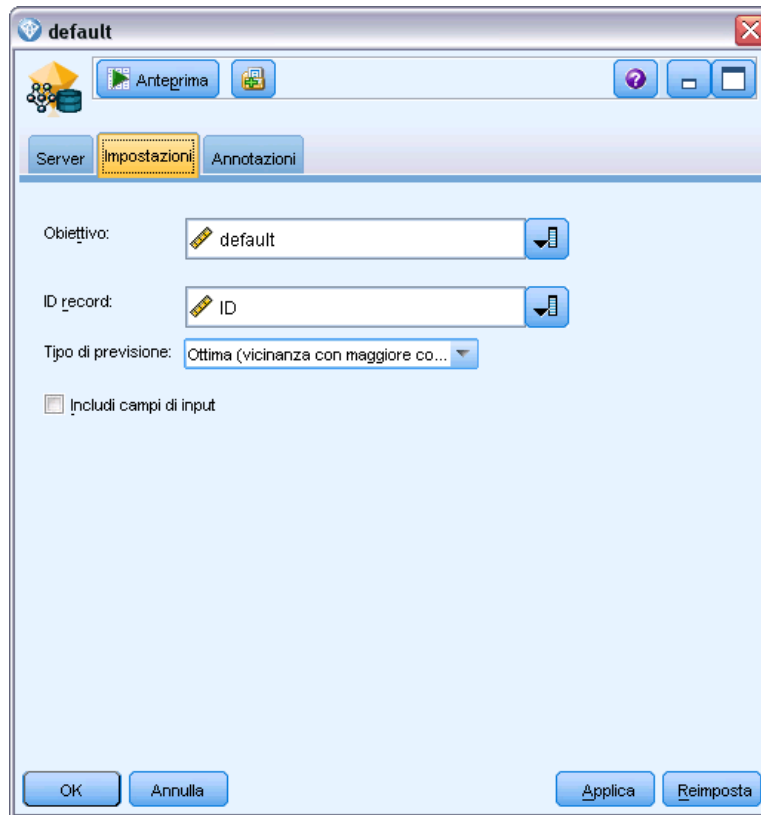 default
Anteprima
Server Impostazioni Annotazioni
Obiettivo: default
ID record: ID
Tipo di previsione: Ottima (vicinanza con maggiore co...
Includi campi di input
OK Annulla Applica Reimposta